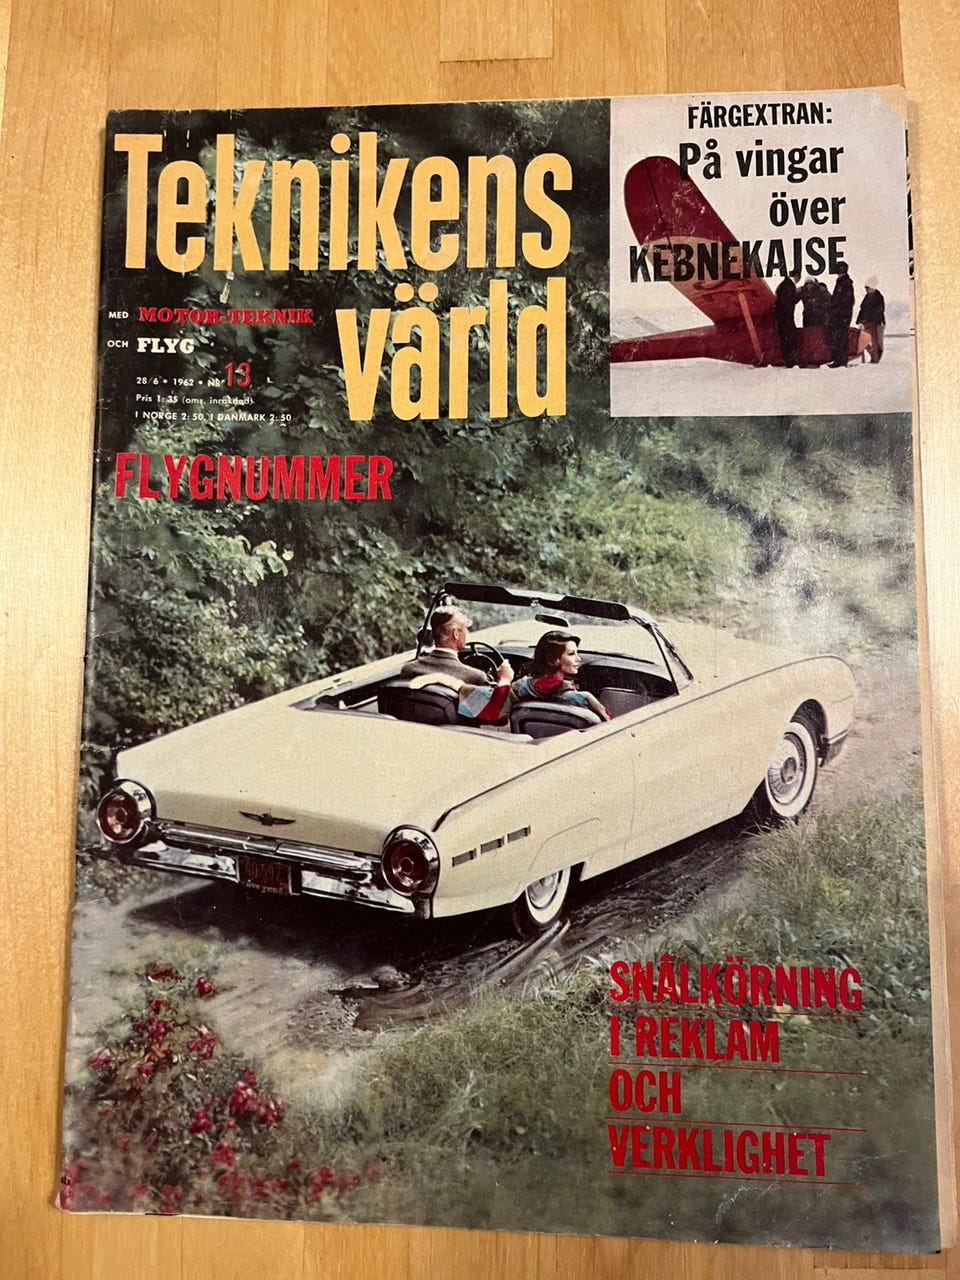 Teknikens
värld
MED MOTOR-TEKNIK
OCH FLYG
28/6 • 1962 • NR 13
Pris 1:35 (oms. inräknad)
I NORGE 2:50, I DANMARK 2:50
FLYGNUMMER
FÄRGEXTRAN:
På vingar
över
KEBNEKAJSE
SNÅLKÖRNING
I REKLAM
OCH
VERKLIGHET